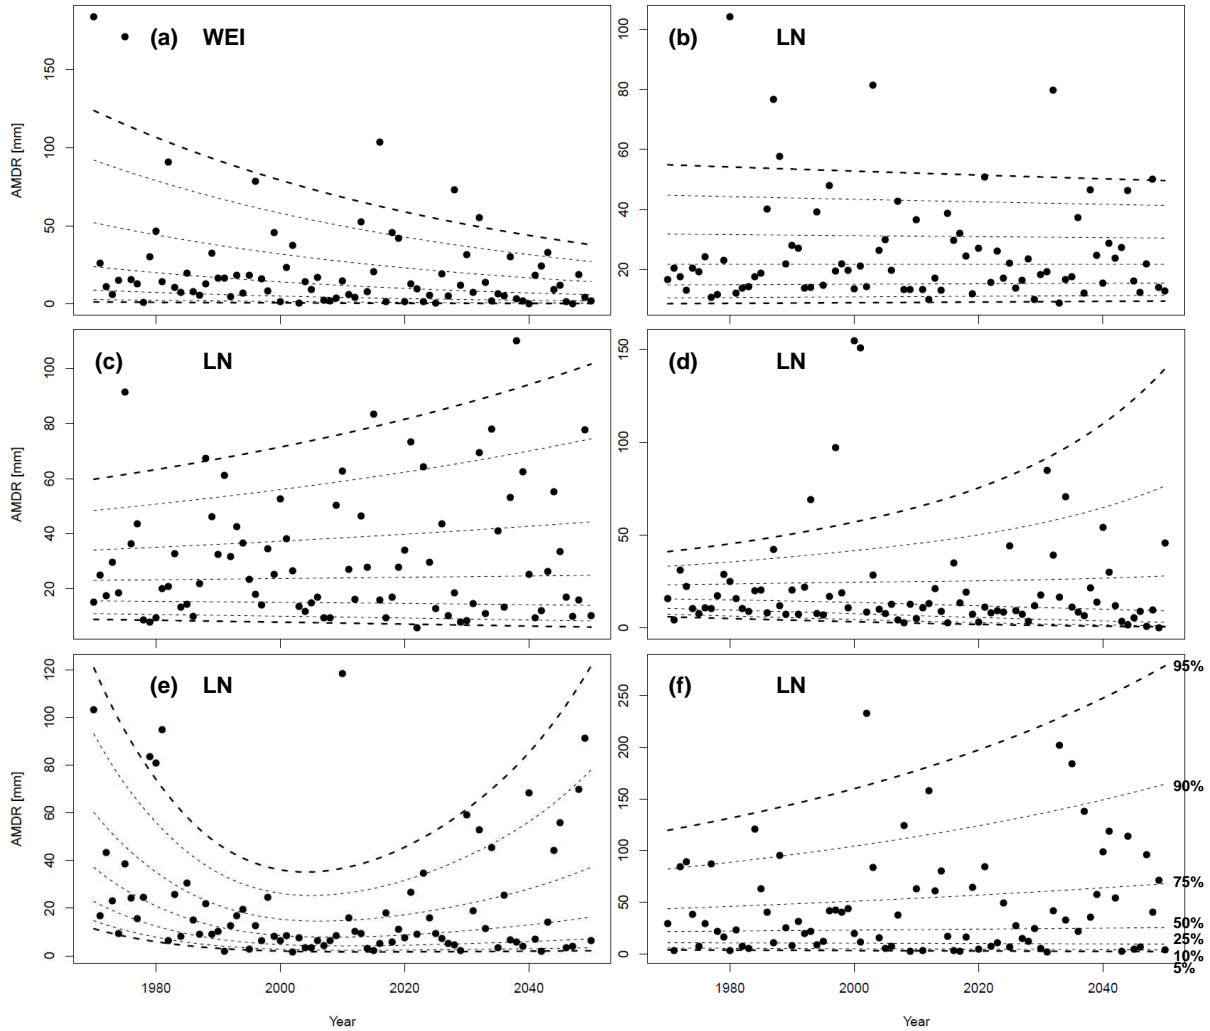 (a) WEI
AMDR [mm]
0 50 100 150
(b) LN
20 40 60 80 100
(c) LN
AMDR [mm]
20 40 60 80 100
(d) LN
0 50 100 150
(e) LN
AMDR [mm]
0 20 40 60 80 100 120
1980 2000 2020 2040
Year
(f) LN
0 50 100 150 200 250
95%
90%
75%
50%
25%
10%
5%
1980 2000 2020 2040
Year